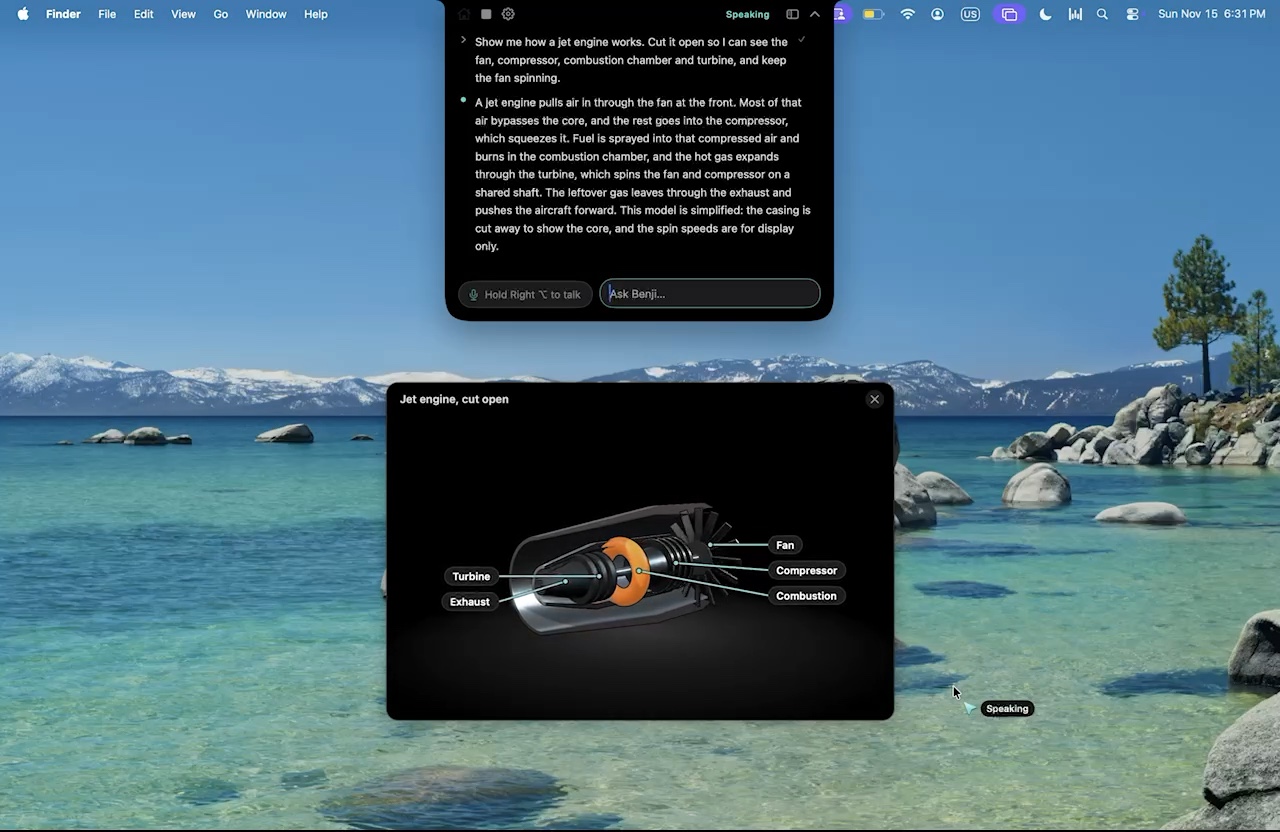 Finder File Edit View Go Window Help
Speaking
US
Sun Nov 15 6:31 PM
Show me how a jet engine works. Cut it open so I can see the
fan, compressor, combustion chamber and turbine, and keep
the fan spinning.
A jet engine pulls air in through the fan at the front. Most of that
air bypasses the core, and the rest goes into the compressor,
which squeezes it. Fuel is sprayed into that compressed air and
burns in the combustion chamber, and the hot gas expands
through the turbine, which spins the fan and compressor on a
shared shaft. The leftover gas leaves through the exhaust and
pushes the aircraft forward. This model is simplified: the casing is
cut away to show the core, and the spin speeds are for display
only.
Hold Right ⌥ to talk
Ask Benji...
Jet engine, cut open
Fan
Compressor
Combustion
Turbine
Exhaust
Speaking